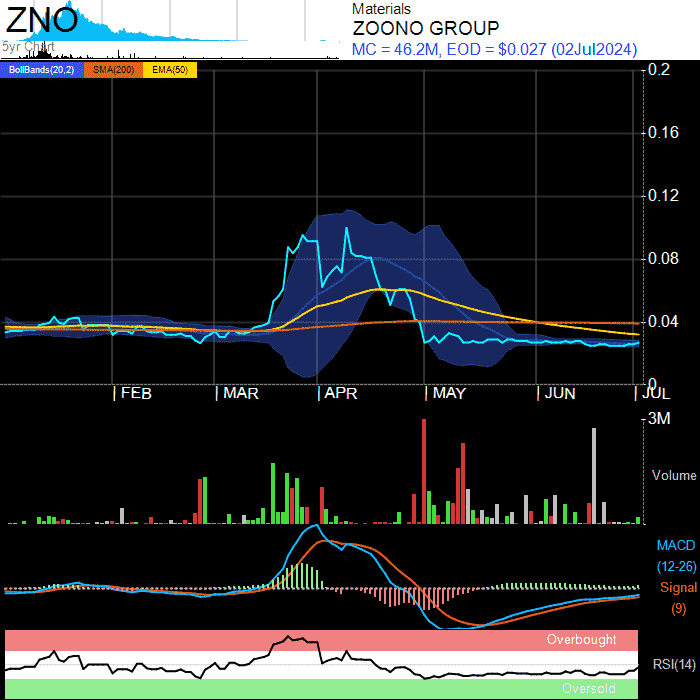 ZNO
5yr Chart
Materials
ZOONO GROUP
MC = 46.2M, EOD = $0.027 (02Jul2024)
BollBands(20,2) SMA(200) EMA(50)
0.2
0.16
0.12
0.08
0.04
0
FEB MAR APR MAY JUN JUL
3M
Volume
MACD
(12-26)
Signal
(9)
Overbought
RSI(14)
Oversold